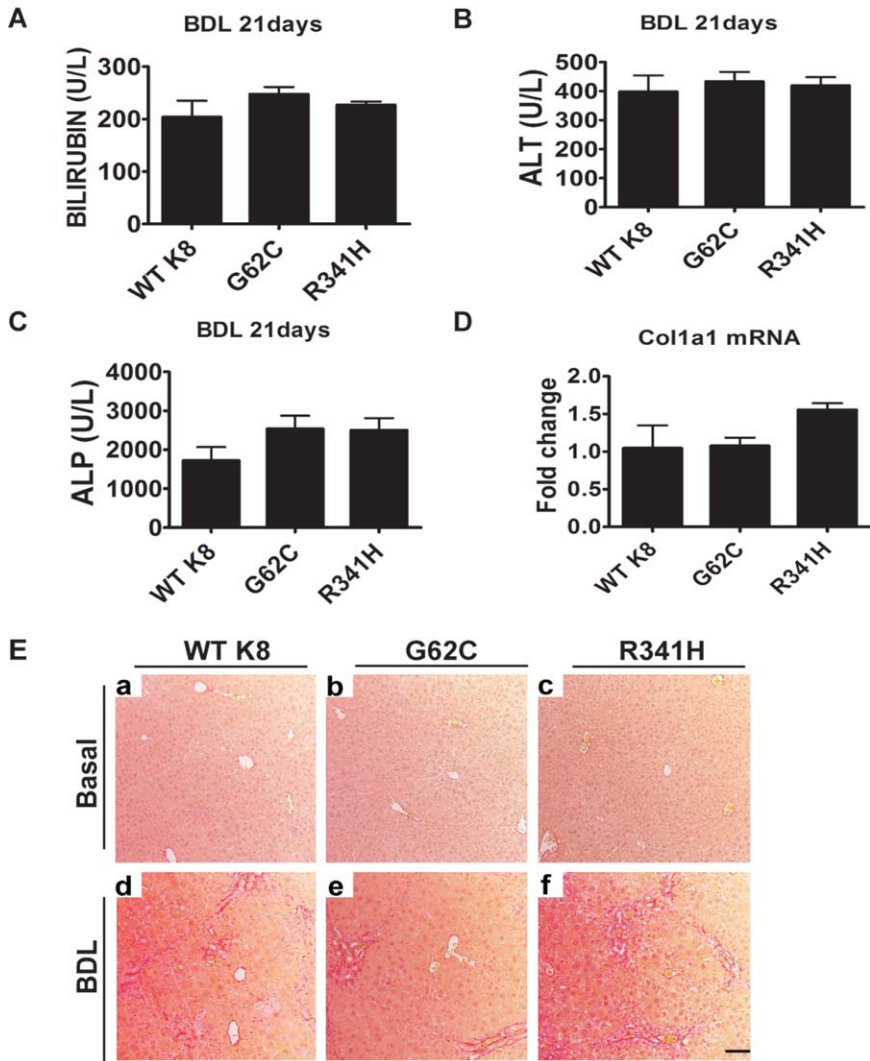 A
BDL 21days
BILIRUBIN (U/L)
300
200
100
0
WT K8
G62C
R341H
B
BDL 21days
ALT (U/L)
500
400
300
200
100
0
WT K8
G62C
R341H
C
BDL 21days
ALP (U/L)
4000
3000
2000
1000
0
WT K8
G62C
R341H
D
Col1a1 mRNA
Fold change
2.0
1.5
1.0
0.5
0.0
WT K8
G62C
R341H
E
WT K8 G62C R341H
Basal
a b c
BDL
d e f